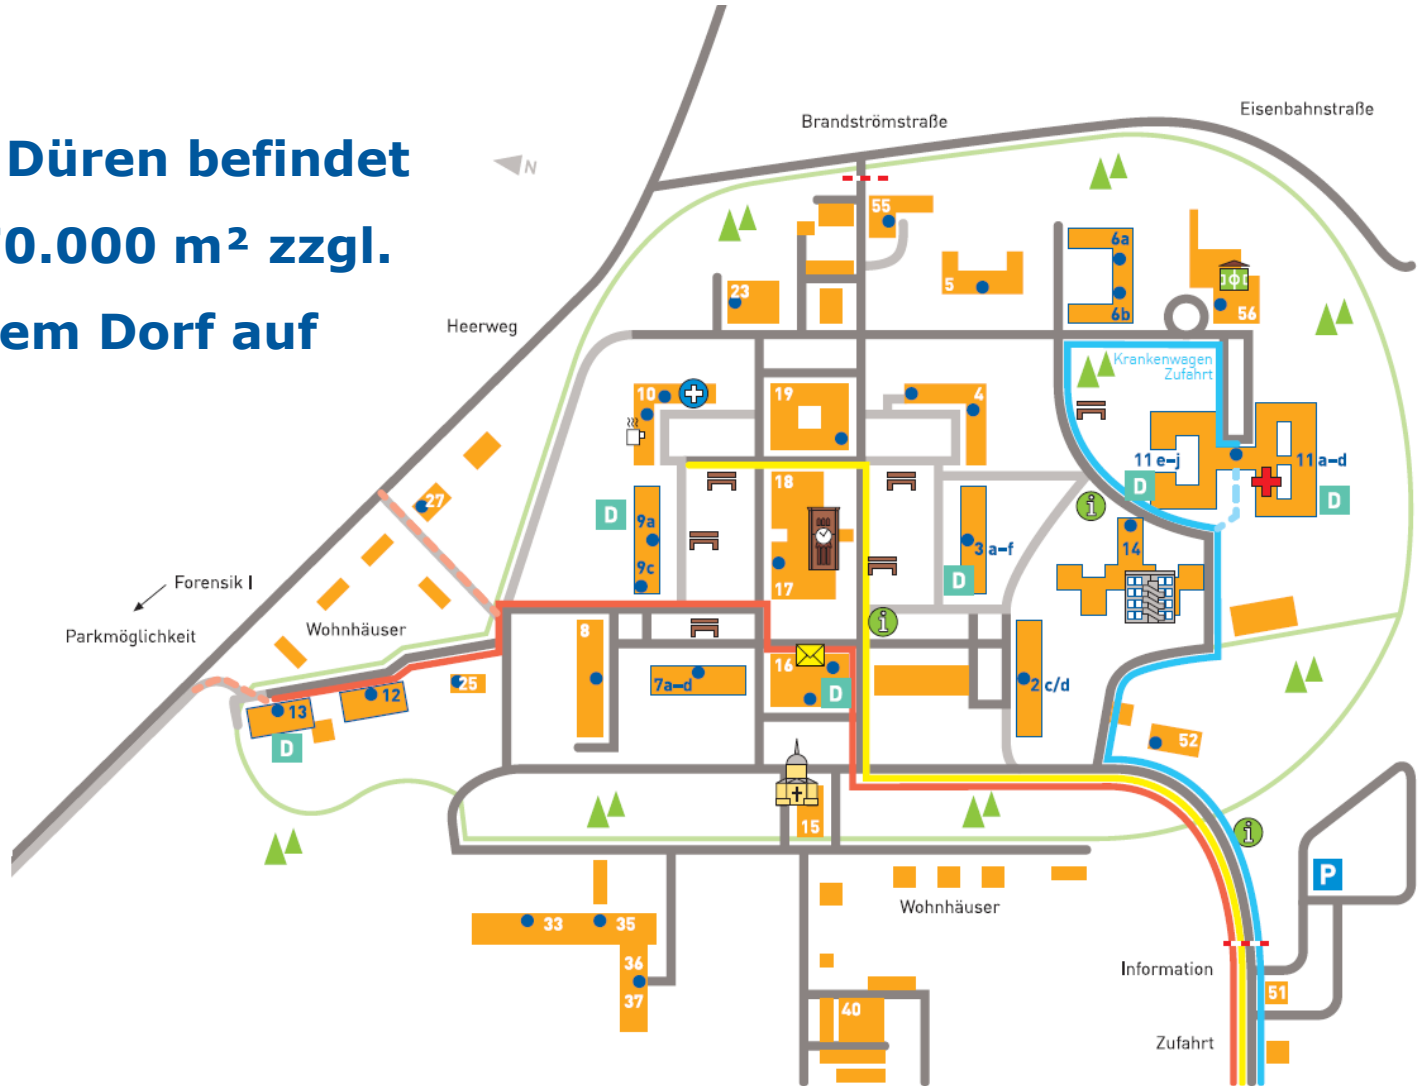 Düren befindet
70.000 m² zzgl.
em Dorf auf
N
Brandströmstraße
Eisenbahnstraße
Heerweg
55
6a
5
6b
23
56
Krankenwagen
Zufahrt
10
19
4
11 e–j
11 a–d
D
D
27
18
D
9a
i
3 a–f
14
9c
17
D
Forensik I
Parkmöglichkeit
Wohnhäuser
8
i
16
25
7a–d
D
2 c/d
12
13
D
52
15
i
P
Wohnhäuser
33
35
36
37
Information
51
40
Zufahrt